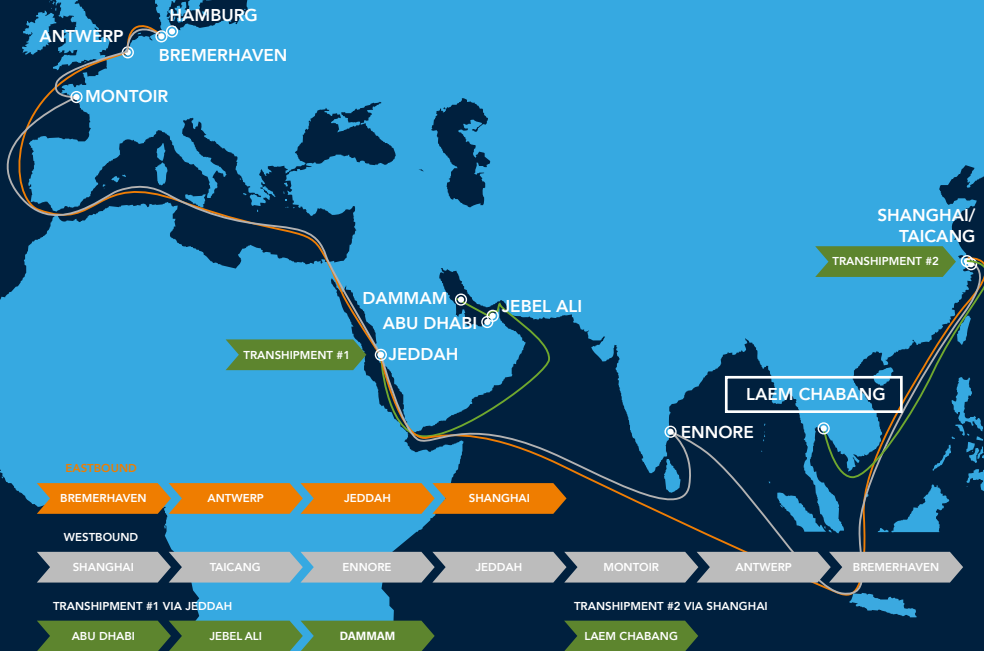 HAMBURG
ANTWERP
BREMERHAVEN
MONTOIR
SHANGHAI/
TAICANG
TRANSHIPMENT #2
DAMMAM
JEBEL ALI
ABU DHABI
TRANSHIPMENT #1
JEDDAH
LAEM CHABANG
ENNORE
EASTBOUND
BREMERHAVEN ANTWERP JEDDAH SHANGHAI
WESTBOUND
SHANGHAI TAICANG ENNORE JEDDAH MONTOIR ANTWERP BREMERHAVEN
TRANSHIPMENT #1 VIA JEDDAH TRANSHIPMENT #2 VIA SHANGHAI
ABU DHABI JEBEL ALI DAMMAM LAEM CHABANG